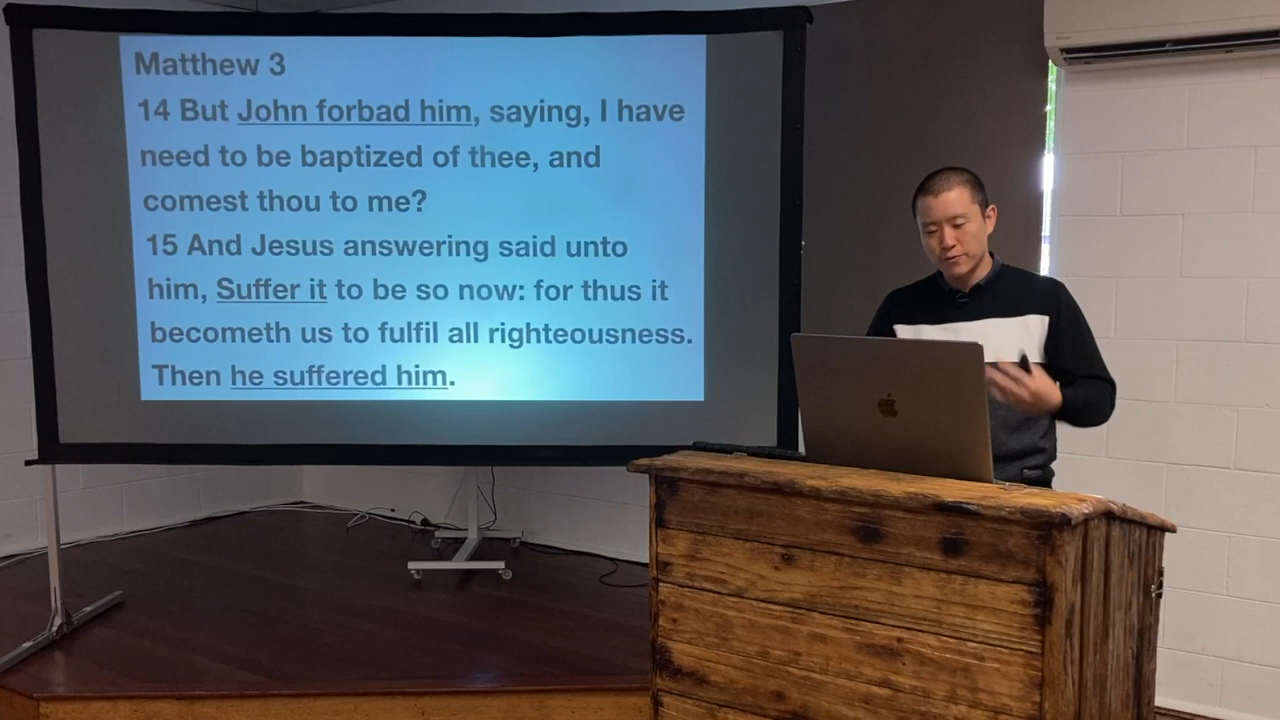 Matthew 3
14 But John forbad him, saying, I have
need to be baptized of thee, and
comest thou to me?
15 And Jesus answering said unto
him, Suffer it to be so now: for thus it
becometh us to fulfil all righteousness.
Then he suffered him.